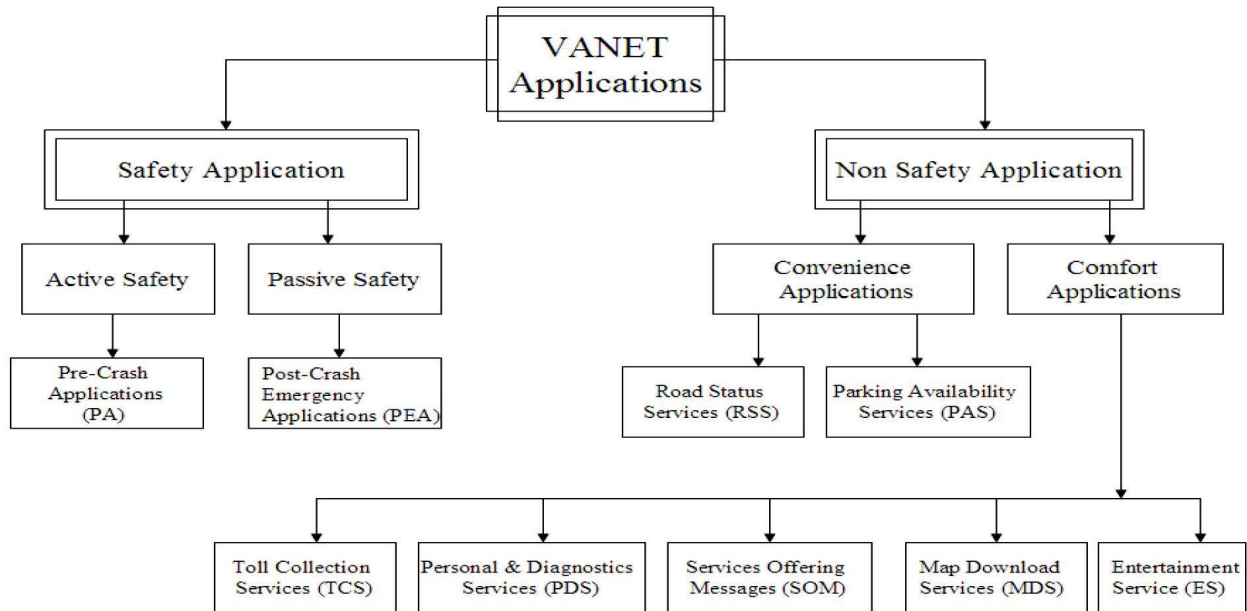 VANET
Applications
Safety Application
Non Safety Application
Active Safety
Passive Safety
Convenience
Applications
Comfort
Applications
Pre-Crash
Applications
(PA)
Post-Crash
Emergency
Applications (PEA)
Road Status
Services (RSS)
Parking Availability
Services (PAS)
Toll Collection
Services (TCS)
Personal & Diagnostics
Services (PDS)
Services Offering
Messages (SOM)
Map Download
Services (MDS)
Entertainment
Service (ES)